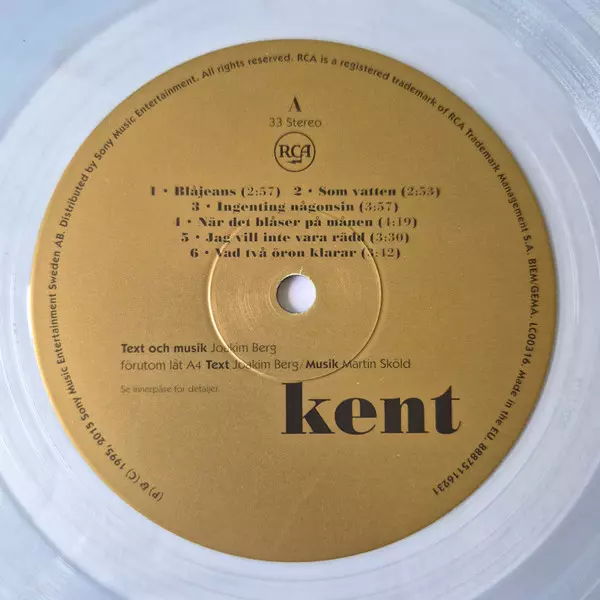 (P) & (C) 1995, 2015 Sony Music Entertainment Sweden AB. Distributed by Sony Music Entertainment. All rights reserved. RCA is a registered trademark of RCA Trademark Management S.A. BIEM/GEMA. LC00316. Made in the EU. 88875116931
A
33 Stereo
RCA
1 • Blåjeans (2:57) 2 • Som vatten (2:53)
3 • Ingenting någonsin (3:57)
4 • När det blåser på månen (4:19)
5 • Jag vill inte vara rädd (3:30)
6 • Vad två öron klarar (3:42)
Text och musik Joakim Berg
förutom låt A4 Text Joakim Berg/Musik Martin Sköld
Se innerpåse for detaljer.
kent